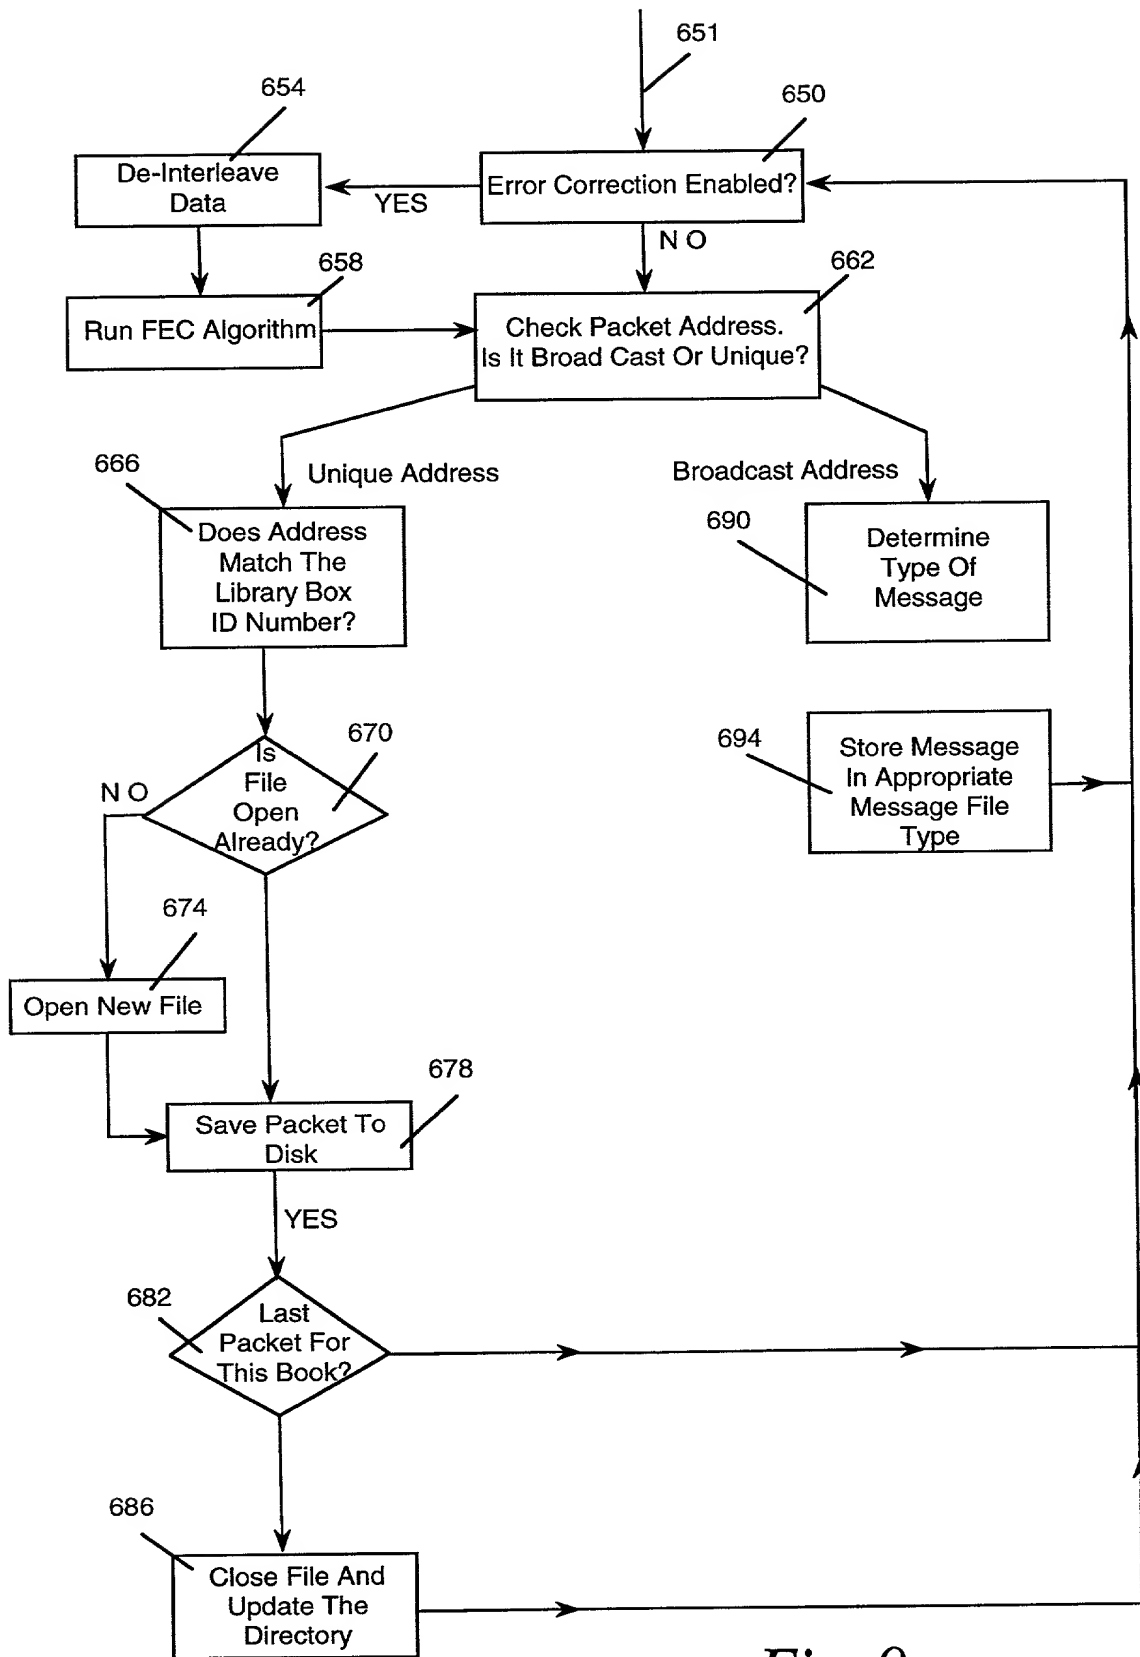 651
654
650
De-Interleave
Data
YES
Error Correction Enabled?
N O
658
662
Run FEC Algorithm
Check Packet Address.
Is It Broad Cast Or Unique?
666
Unique Address
Broadcast Address
Does Address
Match The
Library Box
ID Number?
690
Determine
Type Of
Message
670
Is
File
Open
Already?
N O
694
Store Message
In Appropriate
Message File
Type
674
Open New File
678
Save Packet To
Disk
YES
682
Last
Packet For
This Book?
686
Close File And
Update The
Directory